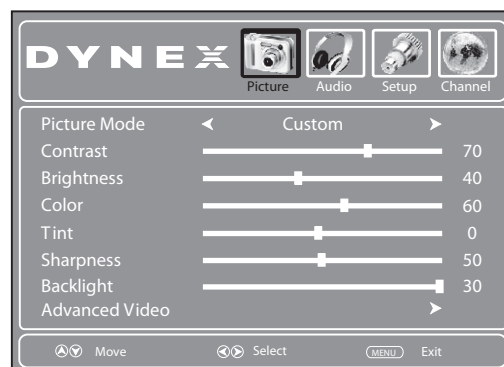 DYNEX
Picture Audio Setup Channel
Picture Mode Custom
Contrast 70
Brightness 40
Color 60
Tint 0
Sharpness 50
Backlight 30
Advanced Video
Move Select MENU Exit